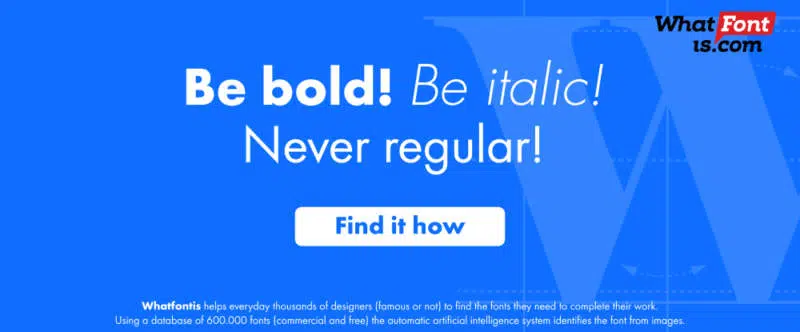 What Font
is.com
Be bold! Be italic!
Never regular!
Find it how
Whatfontis helps everyday thousands of designers (famous or not) to find the fonts they need to complete their work.
Using a database of 600.000 fonts (commercial and free) the automatic artificial intelligence system identifies the font from images.